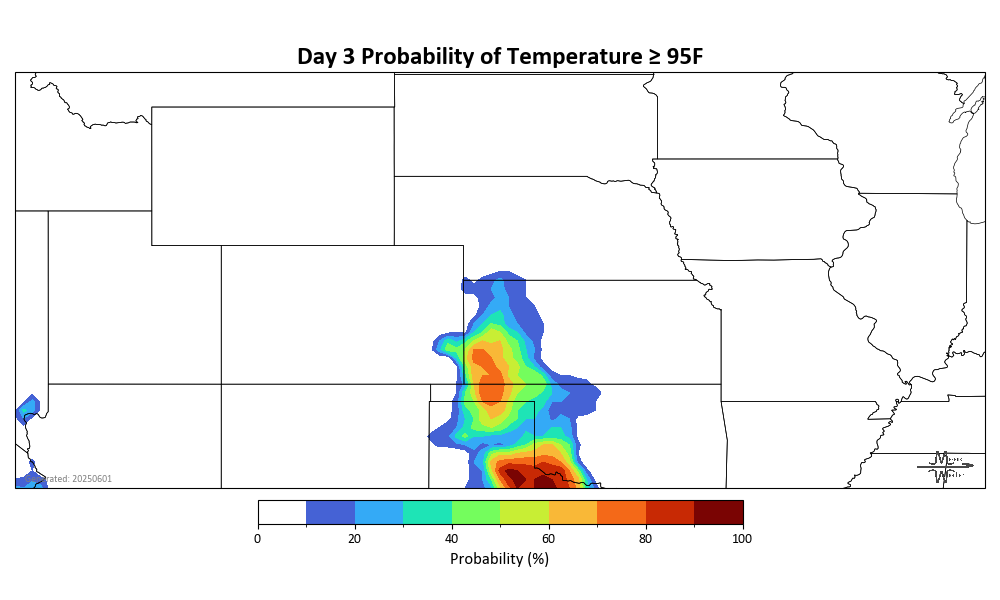 Day 3 Probability of Temperature ≥ 95F
Generated: 20250601
0 20 40 60 80 100
Probability (%)